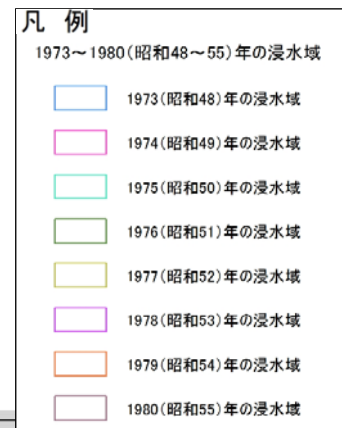 凡 例
1973～1980(昭和48～55)年の浸水域
1973(昭和48)年の浸水域
1974(昭和49)年の浸水域
1975(昭和50)年の浸水域
1976(昭和51)年の浸水域
1977(昭和52)年の浸水域
1978(昭和53)年の浸水域
1979(昭和54)年の浸水域
1980(昭和55)年の浸水域